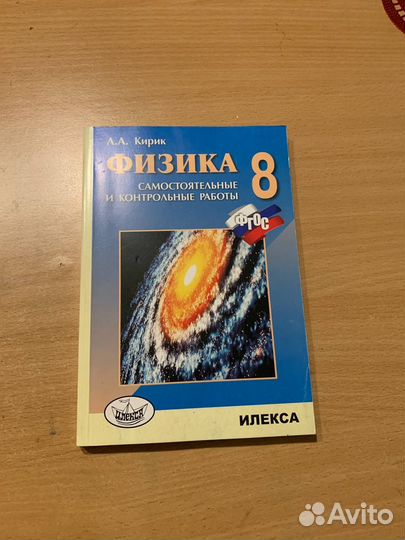 Л.А. Кирик
ФИЗИКА 8
САМОСТОЯТЕЛЬНЫЕ
И КОНТРОЛЬНЫЕ РАБОТЫ
ФГОС
ИЛЕКСА
ИЛЕКСА
Avito